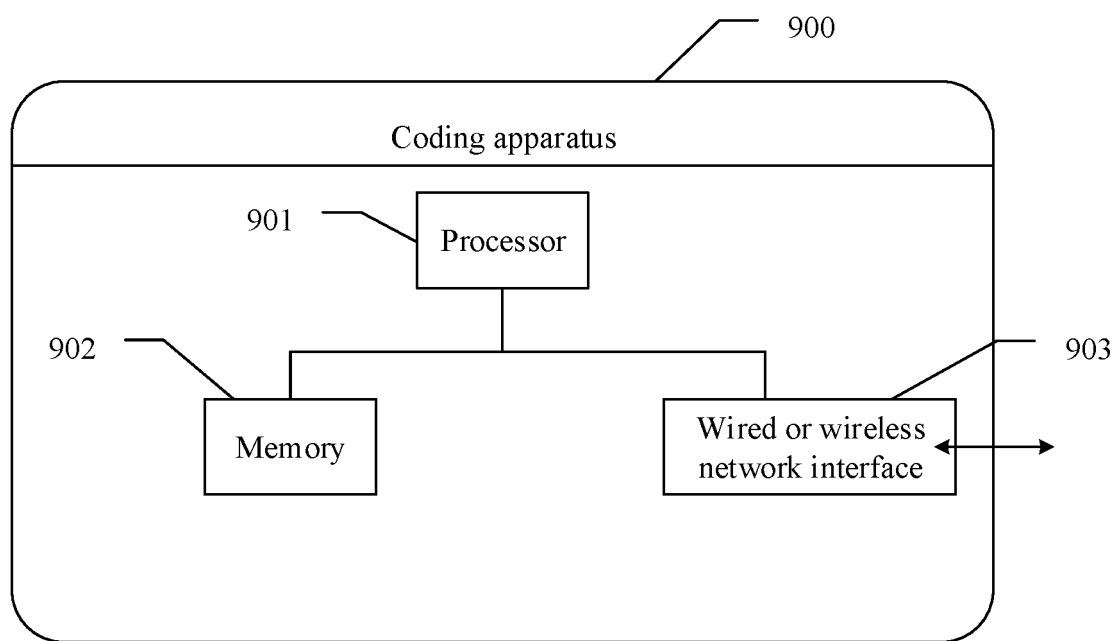 900
Coding apparatus
901
Processor
902
903
Memory
Wired or wireless
network interface